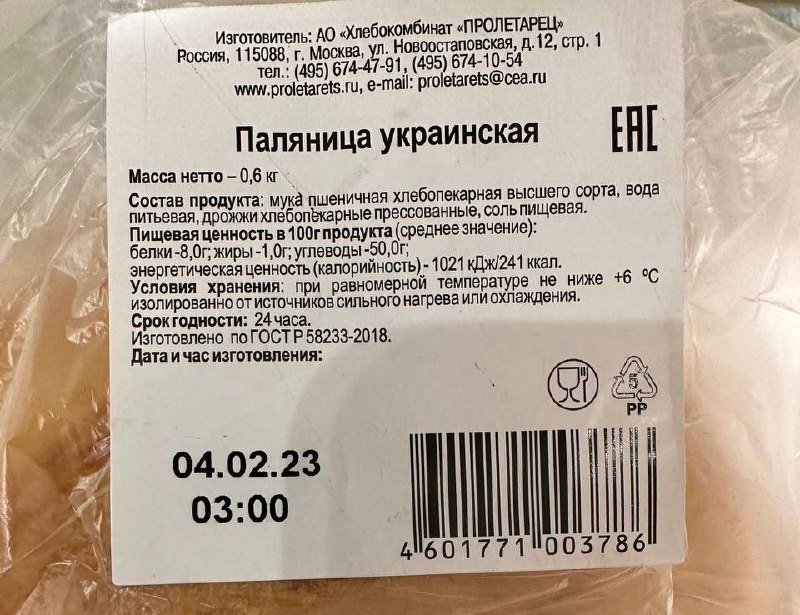 Изготовитель: АО «Хлебокомбинат «ПРОЛЕТАРЕЦ»
Россия, 115088, г. Москва, ул. Новоостаповская, д.12, стр. 1
тел.: (495) 674-47-91, (495) 674-10-54
www.proletarets.ru, e-mail: proletarets@cea.ru
Паляница украинская
EAC
Масса нетто – 0,6 кг
Состав продукта: мука пшеничная хлебопекарная высшего сорта, вода
питьевая, дрожжи хлебопекарные прессованные, соль пищевая.
Пищевая ценность в 100г продукта (среднее значение):
белки -8,0г; жиры -1,0г; углеводы -50,0г;
энергетическая ценность (калорийность) - 1021 кДж/241 ккал.
Условия хранения: при равномерной температуре не ниже +6 °С
изолированно от источников сильного нагрева или охлаждения.
Срок годности: 24 часа.
Изготовлено по ГОСТ Р 58233-2018.
Дата и час изготовления:
5
PP
04.02.23
03:00
4 601771 003786